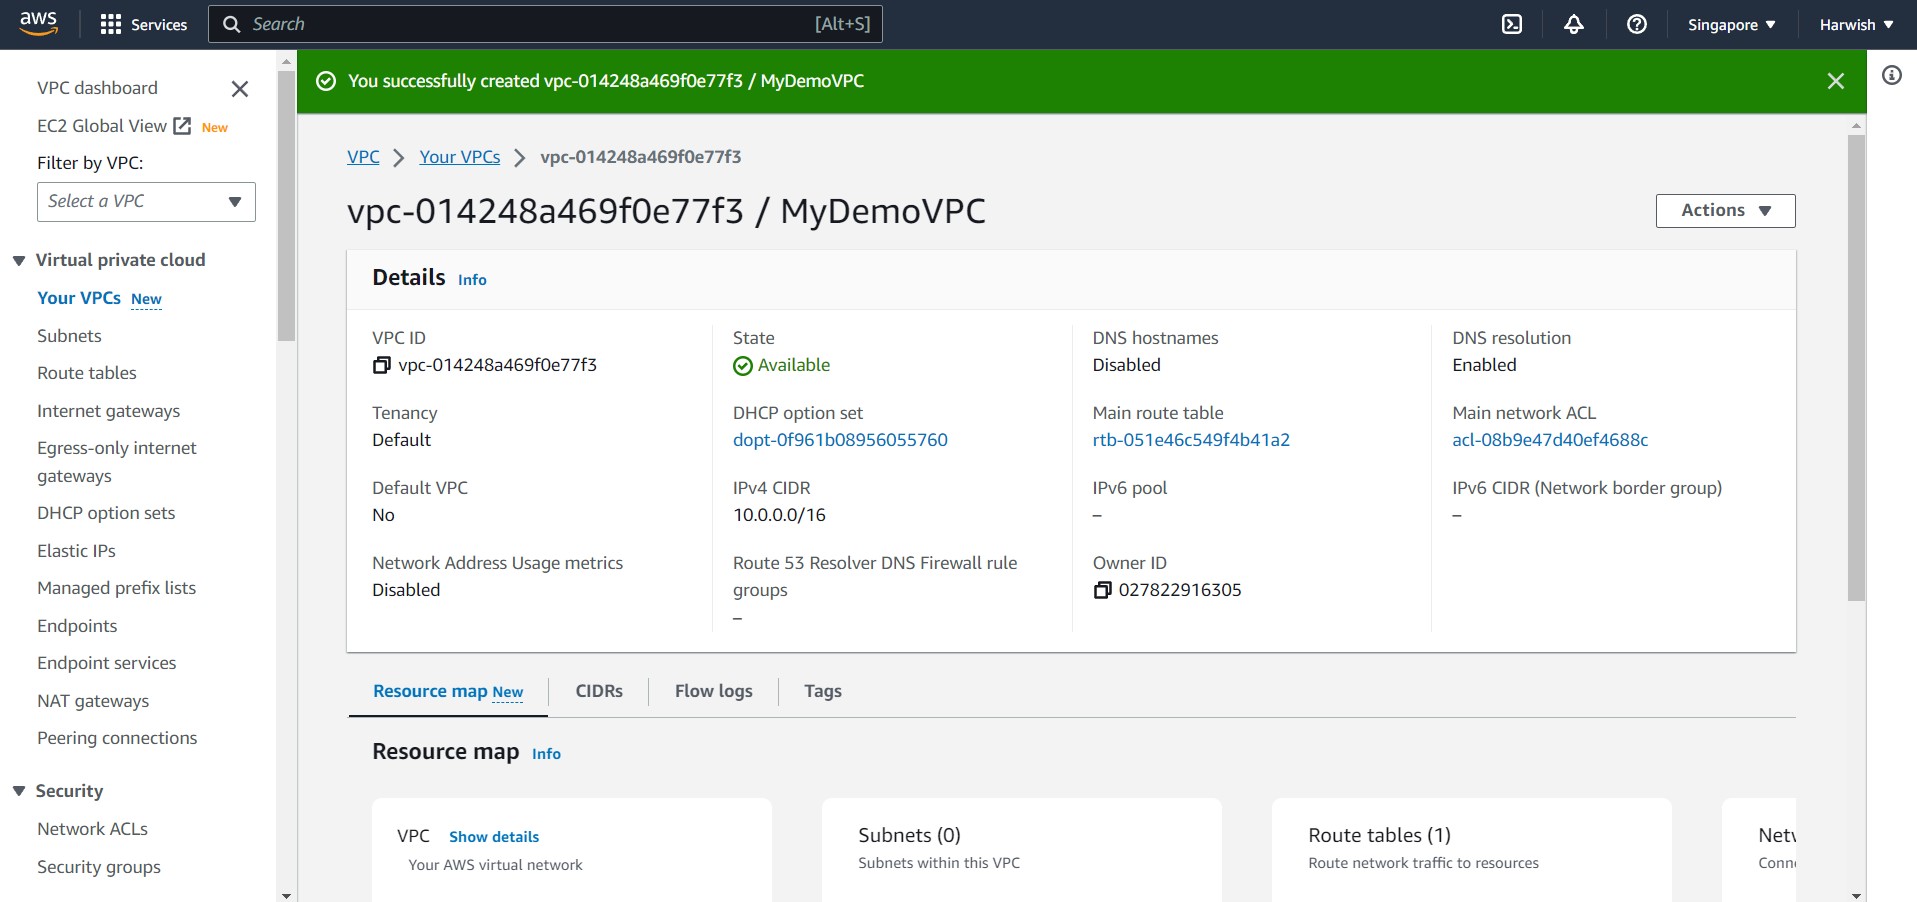 aws
Services
Search
[Alt+S]
Singapore
Harwish
VPC dashboard
EC2 Global View New
Filter by VPC:
Select a VPC
Virtual private cloud
Your VPCs New
Subnets
Route tables
Internet gateways
Egress-only internet
gateways
DHCP option sets
Elastic IPs
Managed prefix lists
Endpoints
Endpoint services
NAT gateways
Peering connections
Security
Network ACLs
Security groups
You successfully created vpc-014248a469f0e77f3 / MyDemoVPC
VPC > Your VPCs > vpc-014248a469f0e77f3
vpc-014248a469f0e77f3 / MyDemoVPC
Actions
Details Info
VPC ID
vpc-014248a469f0e77f3
State
Available
DNS hostnames
Disabled
DNS resolution
Enabled
Tenancy
Default
DHCP option set
dopt-0f961b08956055760
Main route table
rtb-051e46c549f4b41a2
Main network ACL
acl-08b9e47d40ef4688c
Default VPC
No
IPv4 CIDR
10.0.0.0/16
IPv6 pool
–
IPv6 CIDR (Network border group)
–
Network Address Usage metrics
Disabled
Route 53 Resolver DNS Firewall rule
groups
–
Owner ID
027822916305
Resource map New
CIDRs
Flow logs
Tags
Resource map Info
VPC Show details
Your AWS virtual network
Subnets (0)
Subnets within this VPC
Route tables (1)
Route network traffic to resources